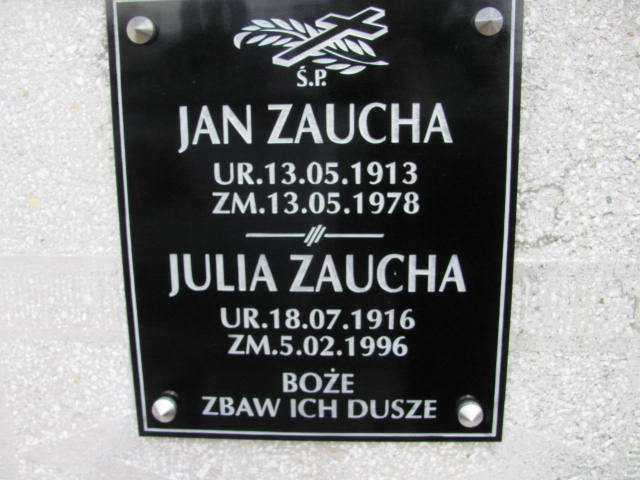 Ś.P.
JAN ZAUCHA
UR.13.05.1913
ZM.13.05.1978
JULIA ZAUCHA
UR.18.07.1916
ZM.5.02.1996
BOŻE
ZBAW ICH DUSZE